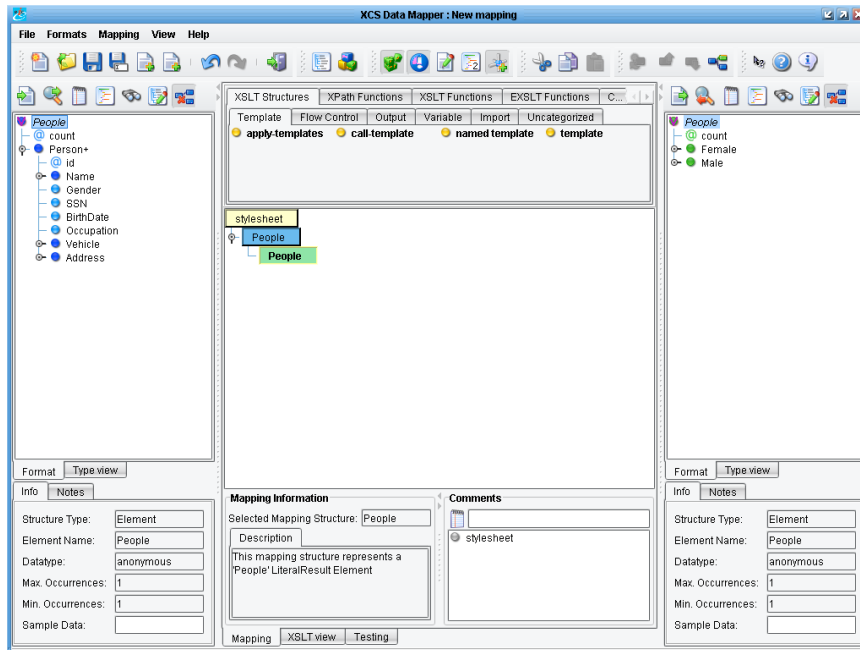 XCS Data Mapper : New mapping
File Formats Mapping View Help
People
@ count
Person+
@ id
Name
Gender
SSN
BirthDate
Occupation
Vehicle
Address
Format Type view
Info Notes
Structure Type: Element
Element Name: People
Datatype: anonymous
Max. Occurrences: 1
Min. Occurrences: 1
Sample Data:
XSLT Structures XPath Functions XSLT Functions EXSLT Functions C...
Template Flow Control Output Variable Import Uncategorized
apply-templates call-template named template template
stylesheet
People
People
Mapping Information
Selected Mapping Structure: People
Description
This mapping structure represents a
'People' LiteralResult Element
Comments
stylesheet
Mapping XSLT view Testing
People
@ count
Female
Male
Format Type view
Info Notes
Structure Type: Element
Element Name: People
Datatype: anonymous
Max. Occurrences: 1
Min. Occurrences: 1
Sample Data: